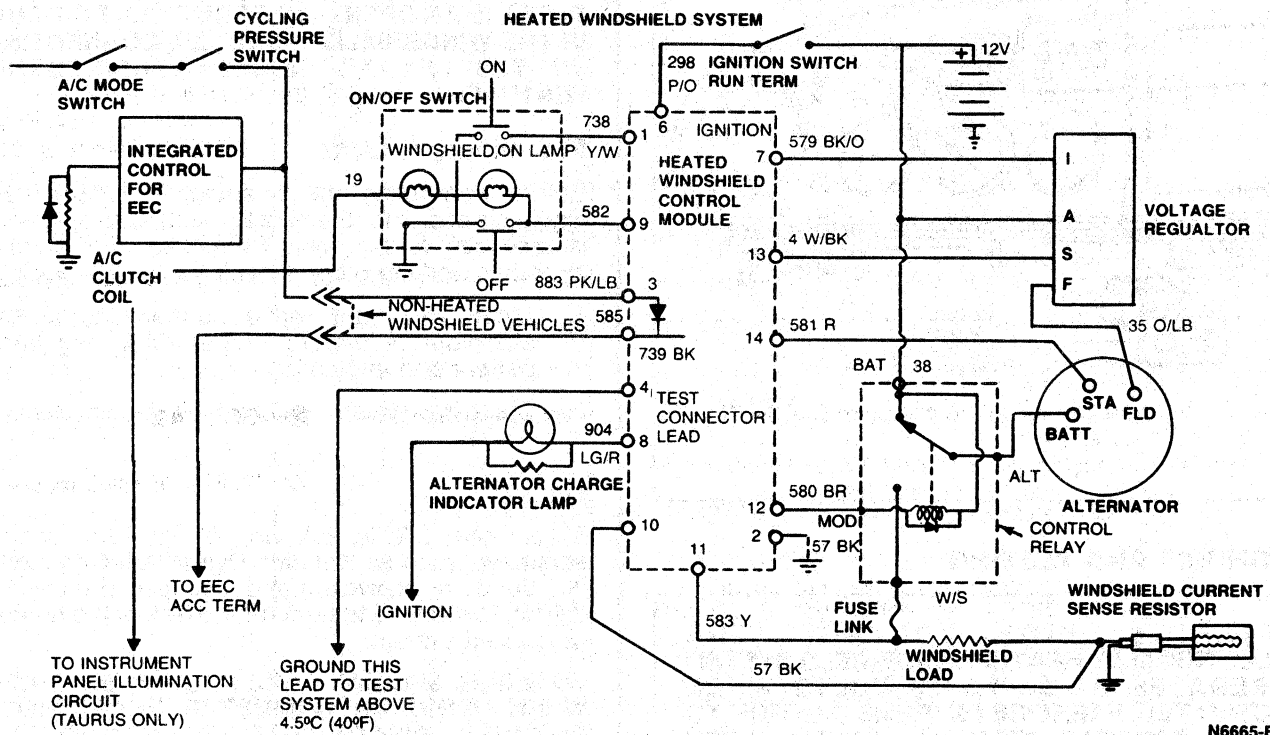 HEATED WINDSHIELD SYSTEM
CYCLING
PRESSURE
SWITCH
A/C MODE
SWITCH
ON
ON/OFF SWITCH
298
P/O
IGNITION SWITCH
RUN TERM
+
12V
INTEGRATED
CONTROL
FOR
EEC
WINDSHIELD ON LAMP
738
Y/W
1
6
IGNITION
7
579 BK/O
HEATED
WINDSHIELD
CONTROL
MODULE
I
A
S
F
VOLTAGE
REGUALTOR
19
582
9
OFF
13
4 W/BK
A/C
CLUTCH
COIL
883 PK/LB
3
NON-HEATED
WINDSHIELD VEHICLES
585
739 BK
14
581 R
35 O/LB
BAT
38
STA
FLD
BATT
ALT
ALTERNATOR
4
TEST
CONNECTOR
LEAD
904
LG/R
8
ALTERNATOR CHARGE
INDICATOR LAMP
12
580 BR
MOD
CONTROL
RELAY
10
2
57 BK
11
W/S
TO EEC
ACC TERM
IGNITION
583 Y
FUSE
LINK
WINDSHIELD CURRENT
SENSE RESISTOR
WINDSHIELD
LOAD
57 BK
TO INSTRUMENT
PANEL ILLUMINATION
CIRCUIT
(TAURUS ONLY)
GROUND THIS
LEAD TO TEST
SYSTEM ABOVE
4.5ºC (40ºF)